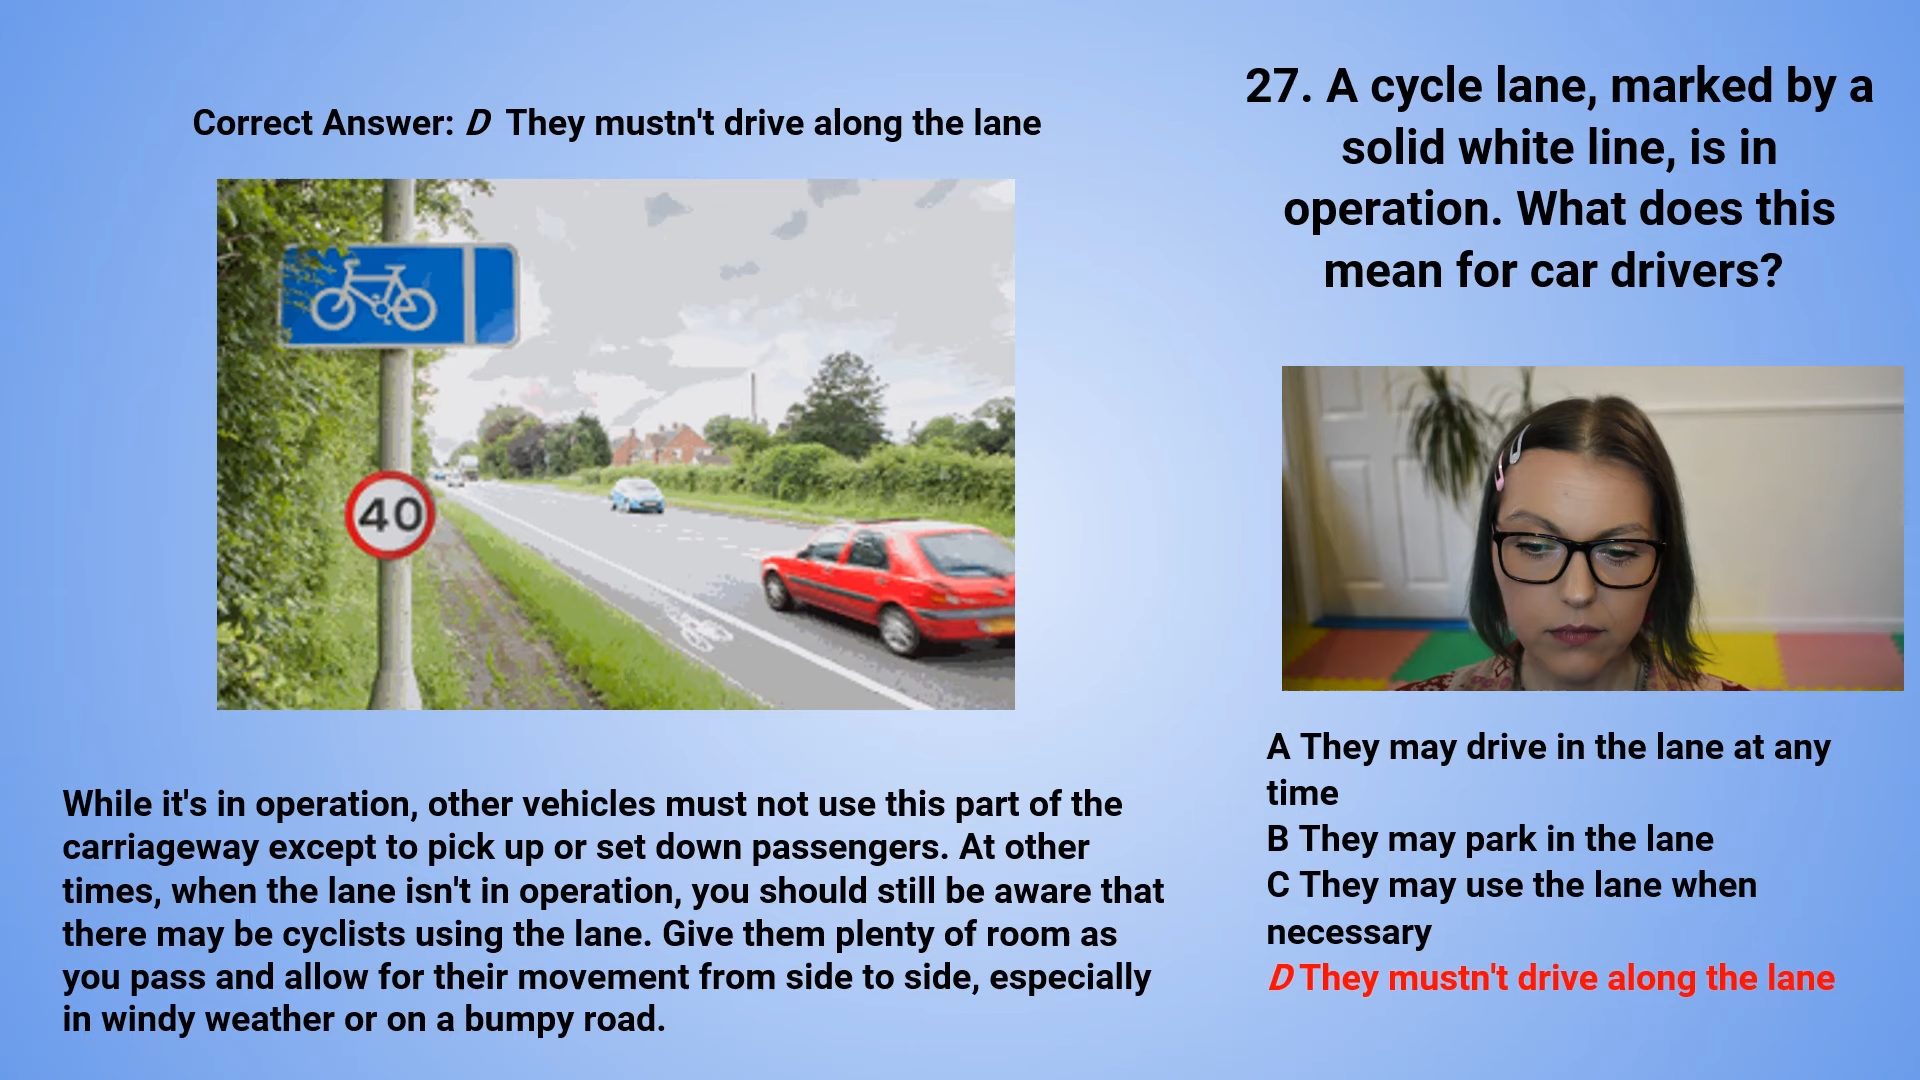 Correct Answer: D They mustn't drive along the lane
40
While it's in operation, other vehicles must not use this part of the
carriageway except to pick up or set down passengers. At other
times, when the lane isn't in operation, you should still be aware that
there may be cyclists using the lane. Give them plenty of room as
you pass and allow for their movement from side to side, especially
in windy weather or on a bumpy road.
27. A cycle lane, marked by a
solid white line, is in
operation. What does this
mean for car drivers?
A They may drive in the lane at any
time
B They may park in the lane
C They may use the lane when
necessary
D They mustn't drive along the lane